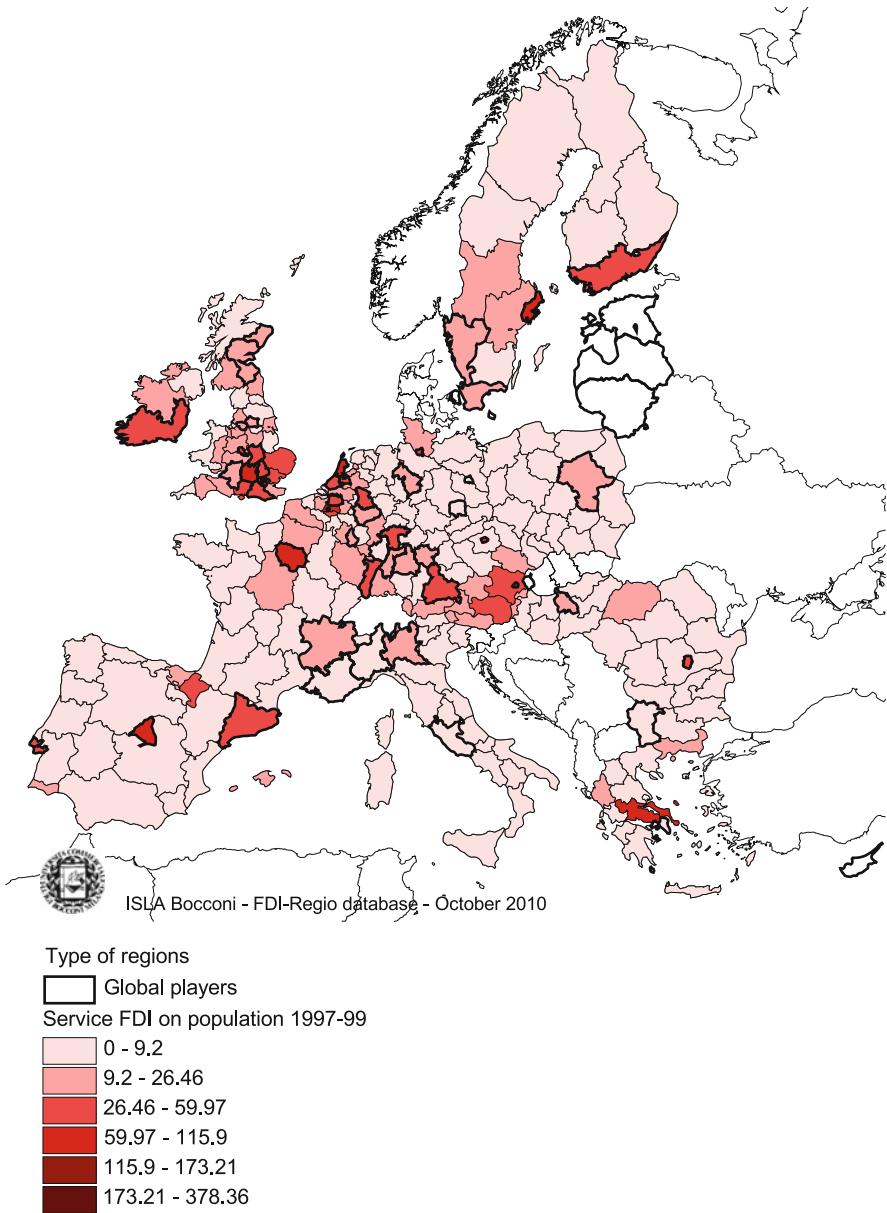 ISLA Bocconi - FDI-Regio database - October 2010
Type of regions
Global players
Service FDI on population 1997-99
0 - 9.2
9.2 - 26.46
26.46 - 59.97
59.97 - 115.9
115.9 - 173.21
173.21 - 378.36